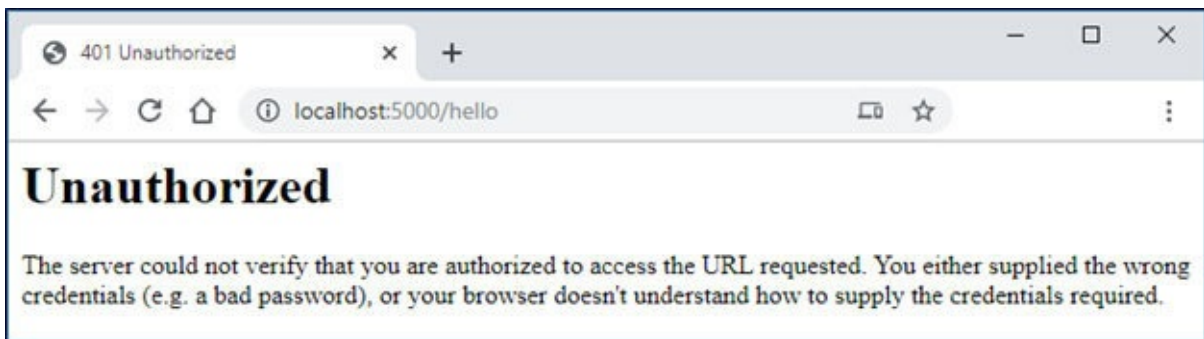 401 Unauthorized
localhost:5000/hello
Unauthorized
The server could not verify that you are authorized to access the URL requested. You either supplied the wrong
credentials (e.g. a bad password), or your browser doesn't understand how to supply the credentials required.